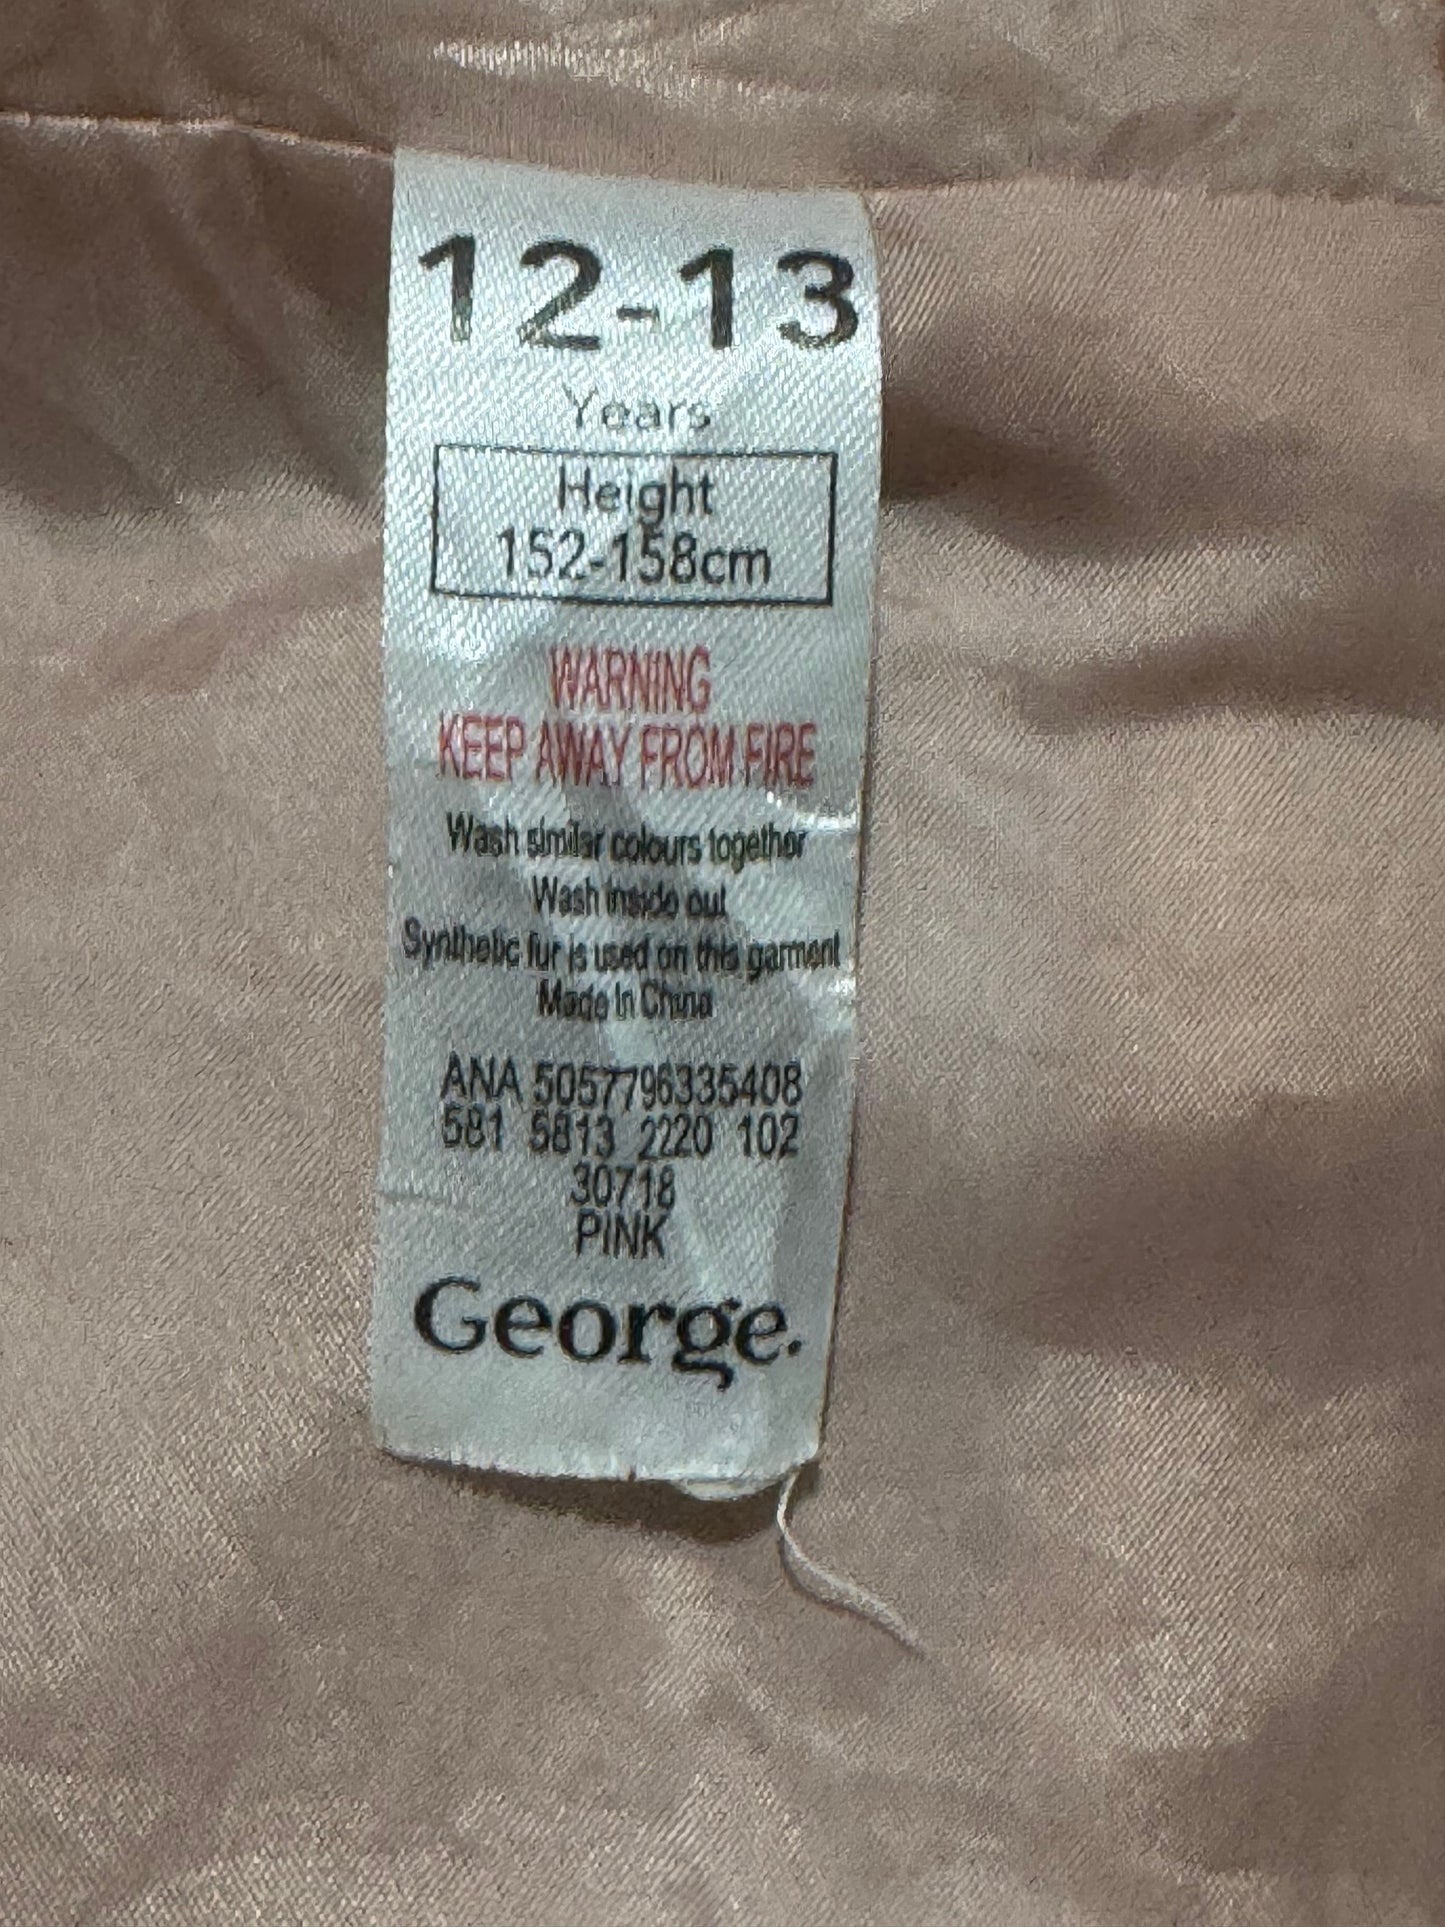 12-13
Years
Height
152-158cm
WARNING
KEEP AWAY FROM FIRE
Wash similar colours together
Wash inside out
Synthetic fur is used on this garment
Made In China
ANA 5057796335408
581 5813 2220 102
30718
PINK
George.